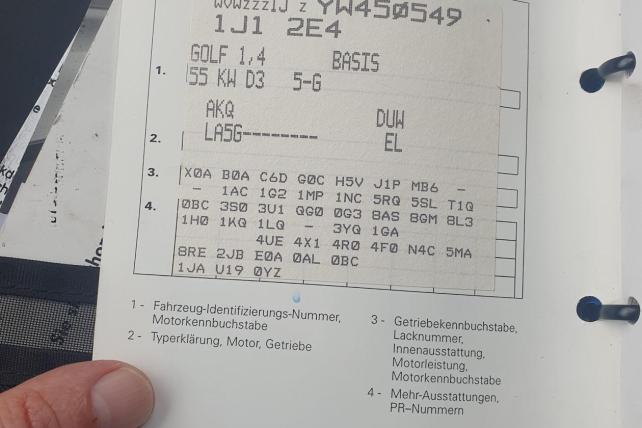 WVWZZZ1J Z YW450549
1J1 2E4
GOLF 1,4 BASIS
1.
55 KW D3 5-G
AKQ DUW
2.
LA5G-------- EL
3.
X0A B0A C6D G0C H5V J1P MB6 -
- 1AC 1G2 1MP 1NC 5RQ 5SL T1Q
4.
0BC 3S0 3U1 QG0 0G3 8AS 8GM 8L3
1H0 1KQ 1LQ - 3YQ 1GA
4UE 4X1 4R0 4F0 N4C 5MA
8RE 2JB E0A 0AL 0BC
1JA U19 0YZ
1 - Fahrzeug-Identifizierungs-Nummer,
Motorkennbuchstabe
2 - Typerklärung, Motor, Getriebe
3 - Getriebekennbuchstabe,
Lacknummer,
Innenausstattung,
Motorleistung,
Motorkennbuchstabe
4 - Mehr-Ausstattungen,
PR–Nummern